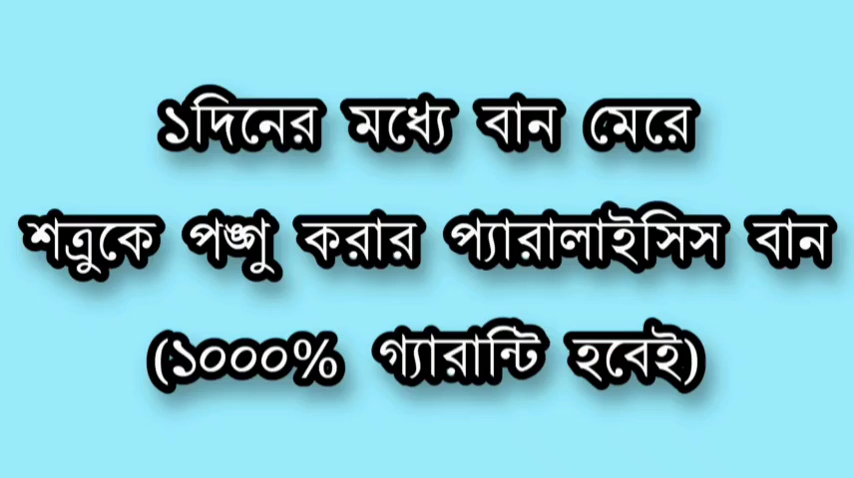 ১দিনের মধ্যে বান মেরে
শত্রুকে পঙ্গু করার প্যারালাইসিস বান
(১০০০% গ্যারান্টি হবেই)